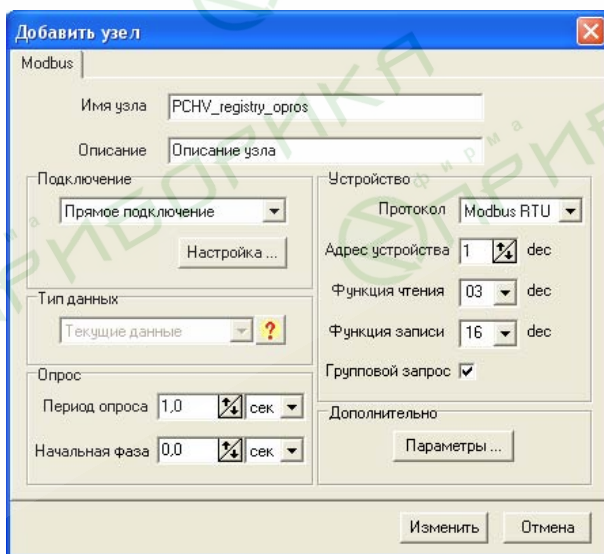 Добавить узел
Modbus
Имя узла PCHV_registry_opros
Описание Описание узла
Подключение
Прямое подключение
Настройка ...
Тип данных
Текущие данные ?
Опрос
Период опроса 1,0 сек
Начальная фаза 0,0 сек
Устройство
Протокол Modbus RTU
Адрес устройства 1 dec
Функция чтения 03 dec
Функция записи 16 dec
Групповой запрос
Дополнительно
Параметры ...
Изменить Отмена
фирма
ПРИБОРИКА